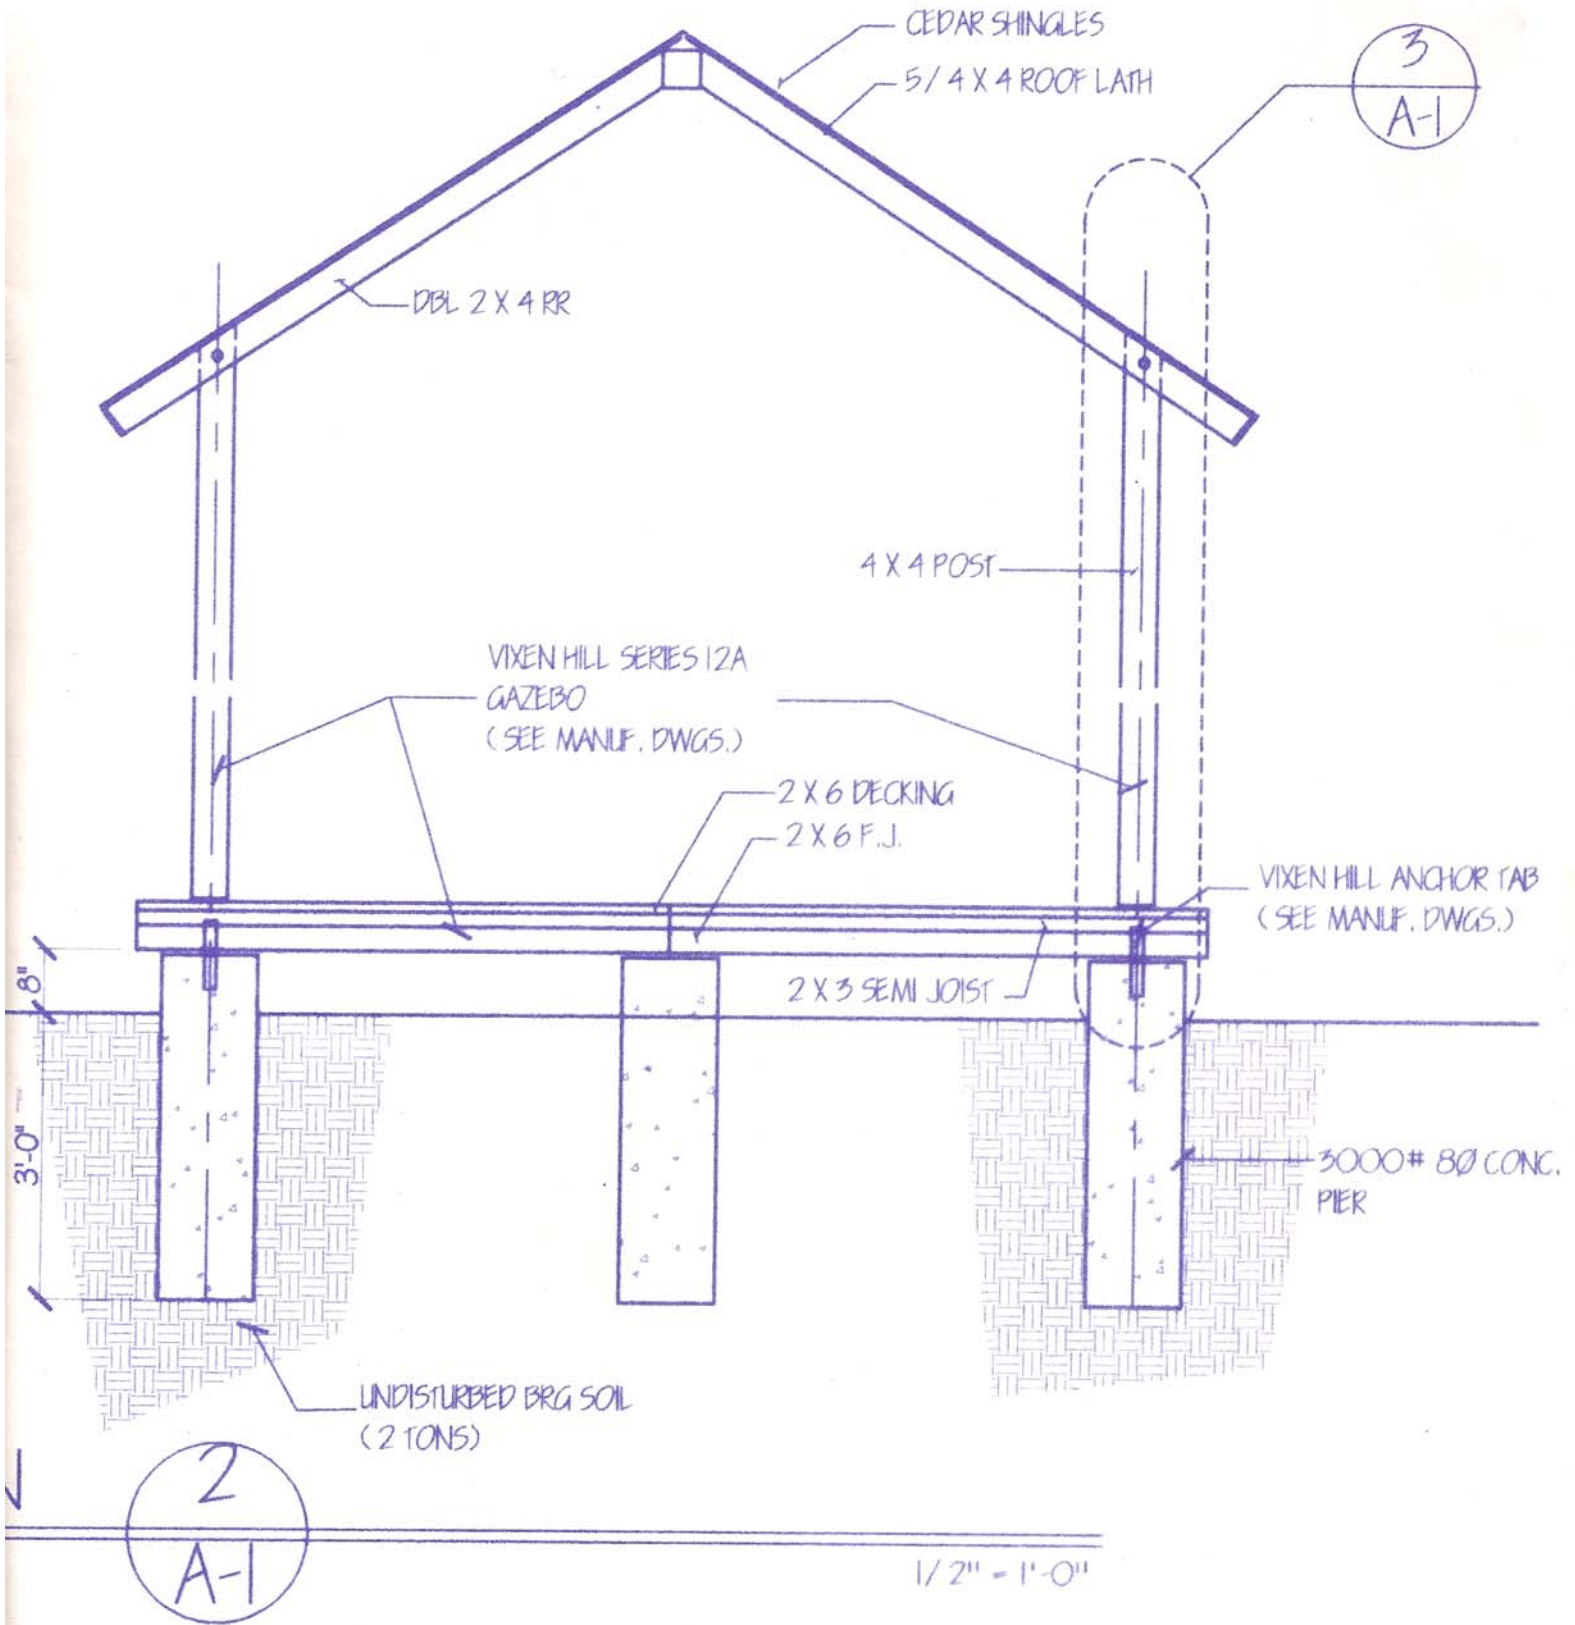 CEDAR SHINGLES
5/4 X 4 ROOF LATH
3
A-1
DBL 2 X 4 RR
4 X 4 POST
VIXEN HILL SERIES 12A
GAZEBO
(SEE MANUF. DWGS.)
2 X 6 DECKING
2 X 6 F.J.
VIXEN HILL ANCHOR TAB
(SEE MANUF. DWGS.)
2 X 3 SEMI JOIST
8"
3'-0"
3000# 8Ø CONC.
PIER
UNDISTURBED BRG SOIL
(2 TONS)
2
A-1
1/2" = 1'-0"